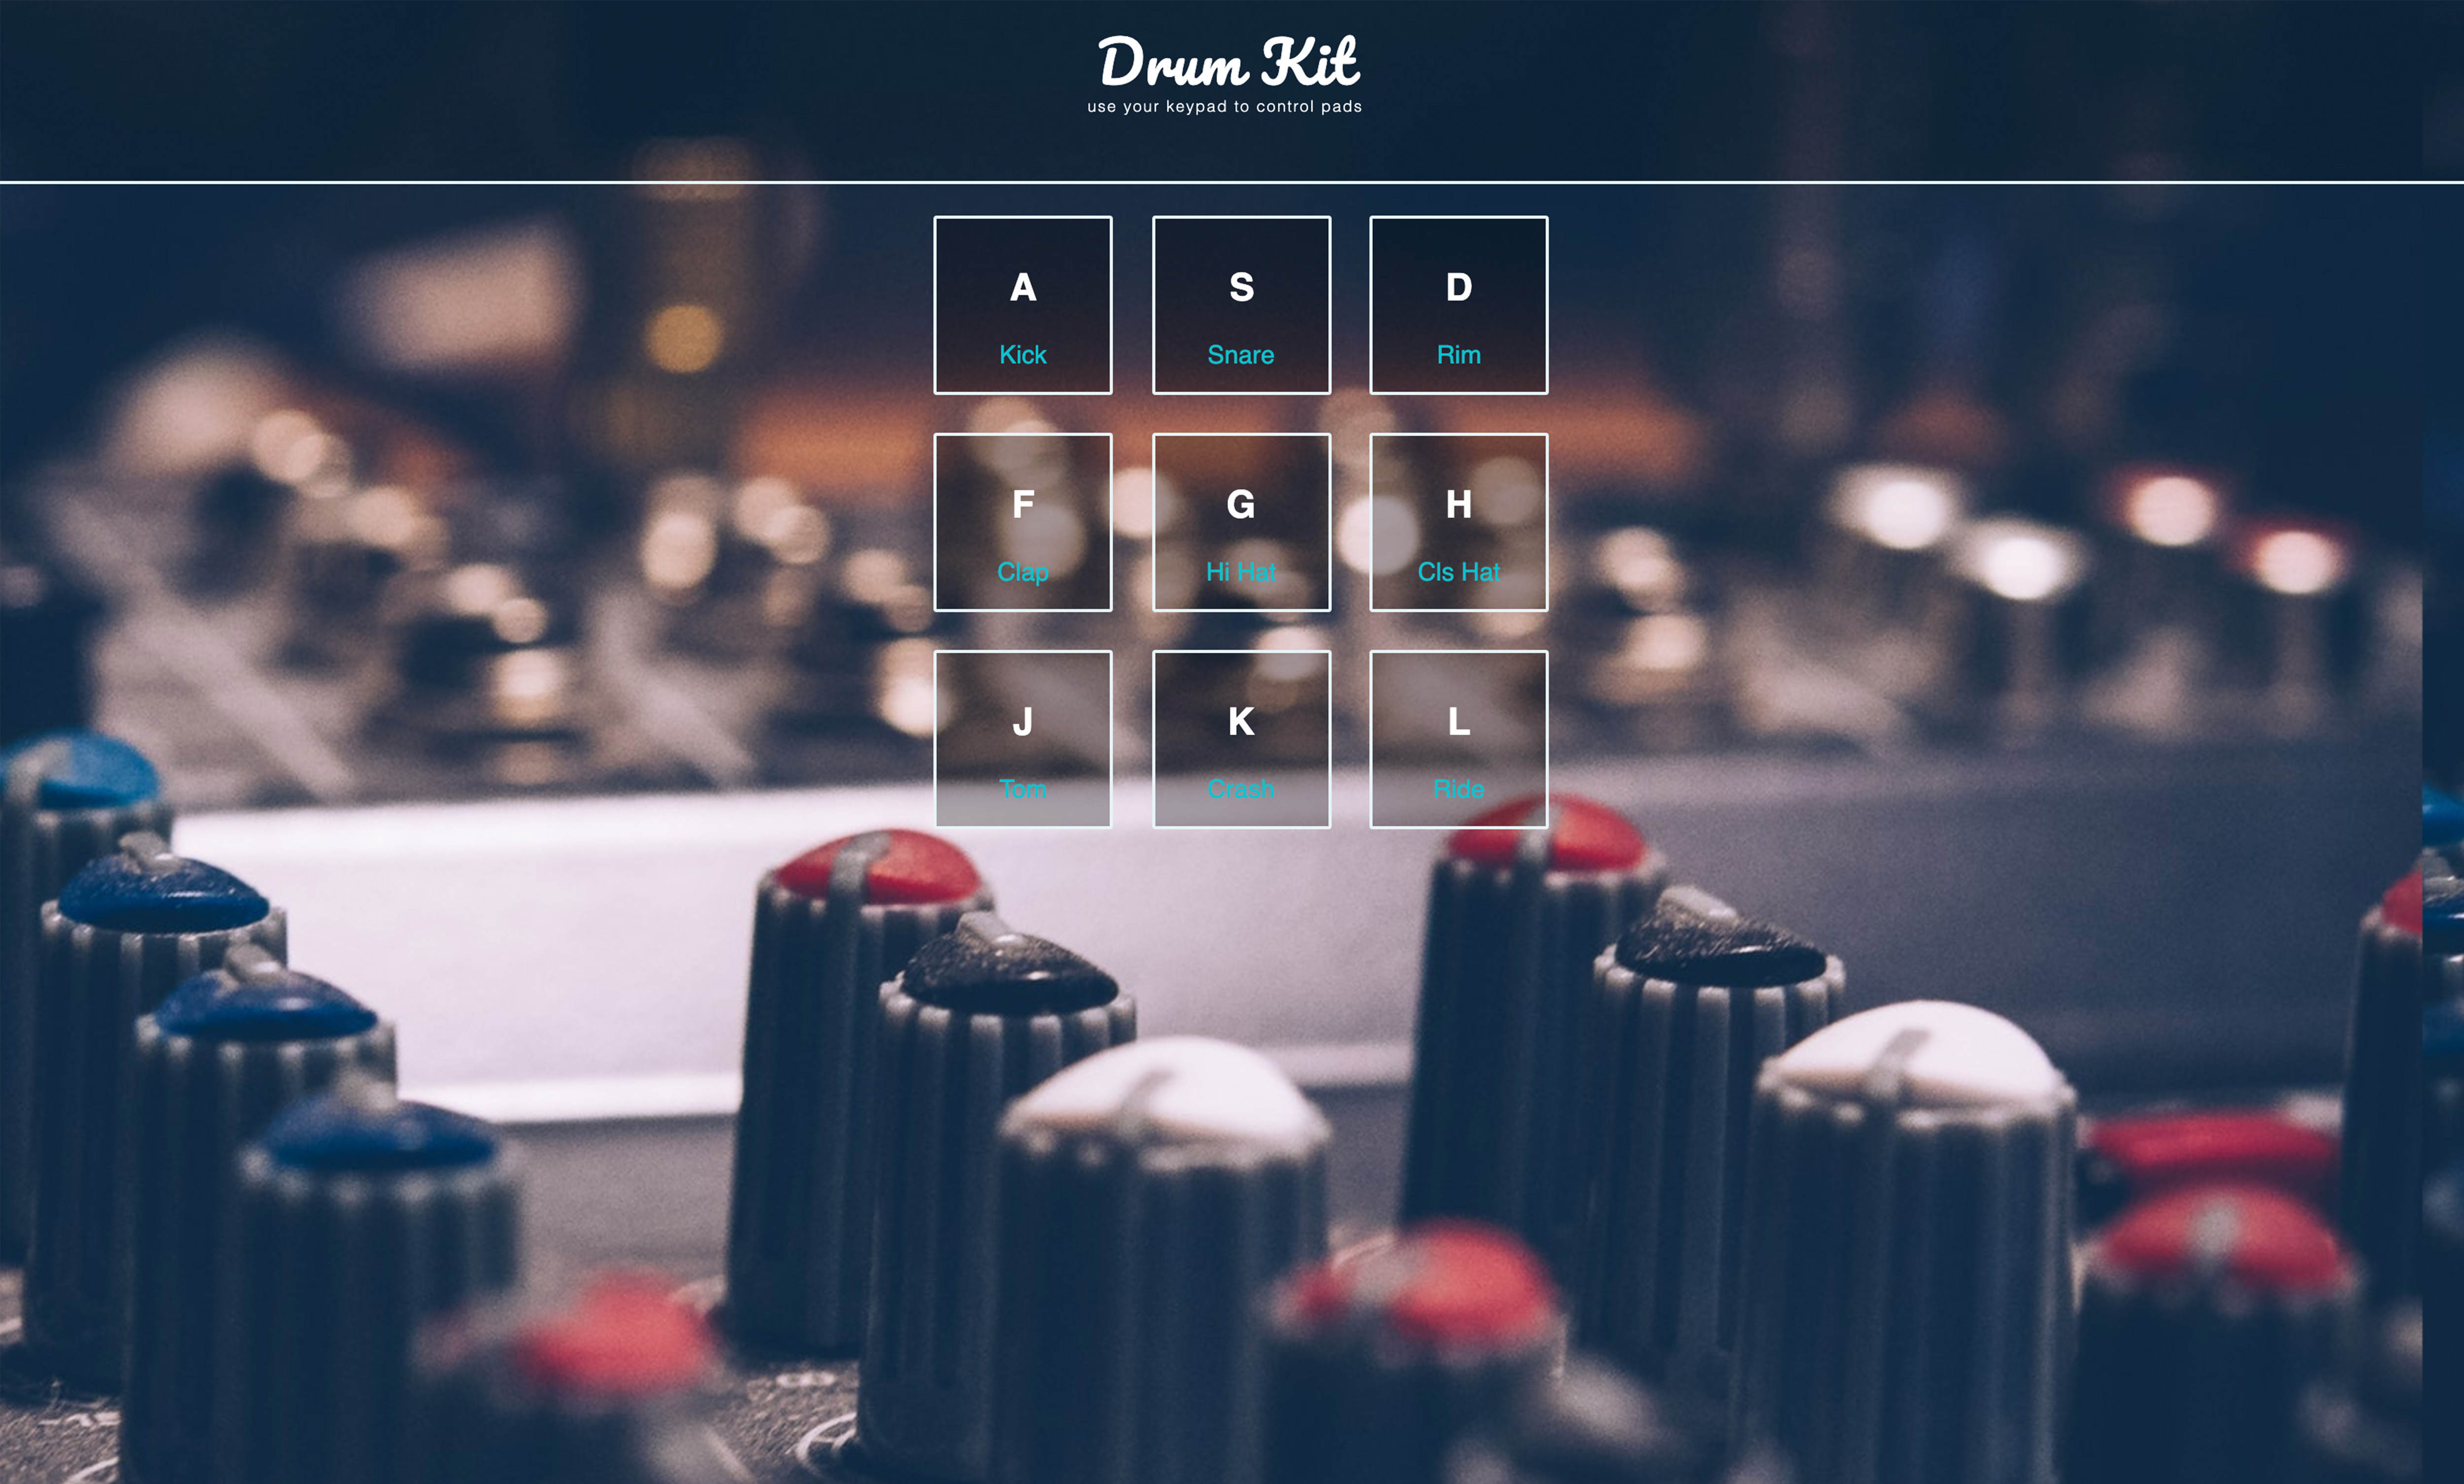 Drum Kit
use your keypad to control pads
A
Kick
S
Snare
D
Rim
F
Clap
G
Hi Hat
H
Cls Hat
J
Tom
K
Crash
L
Ride